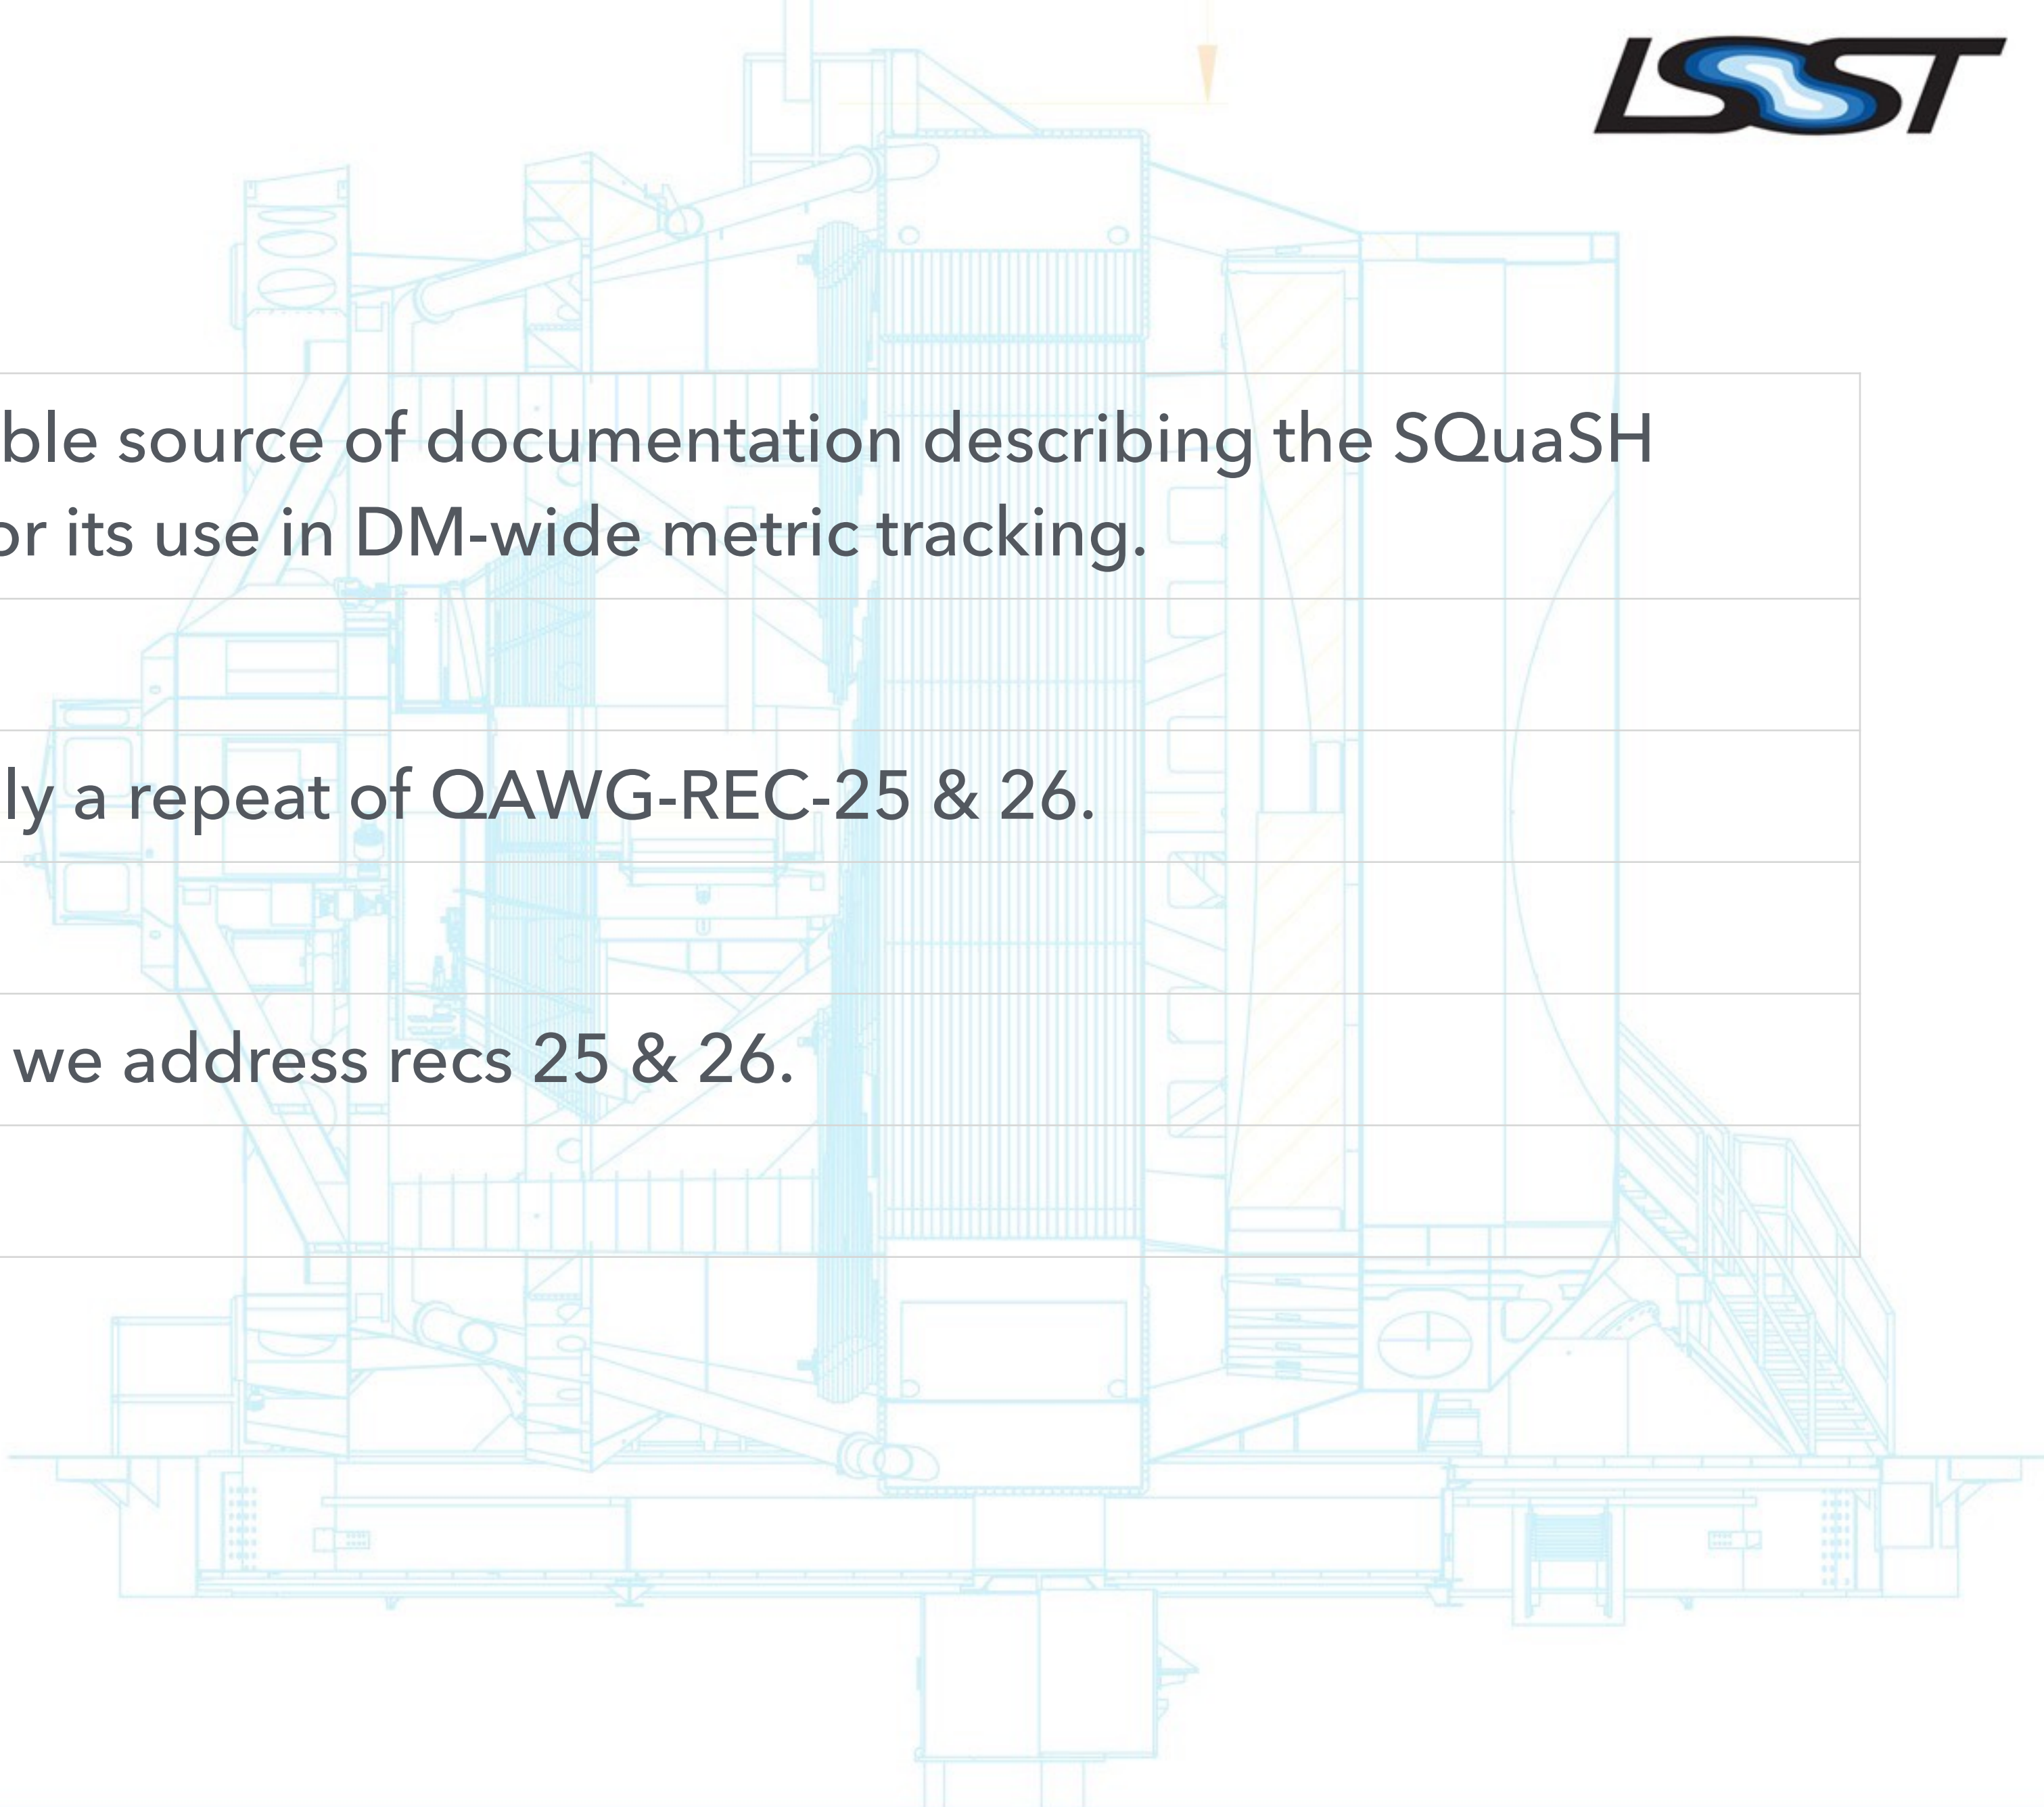 LSST
ble source of documentation describing the SQuaSH
or its use in DM-wide metric tracking.
ly a repeat of QAWG-REC-25 & 26.
we address recs 25 & 26.